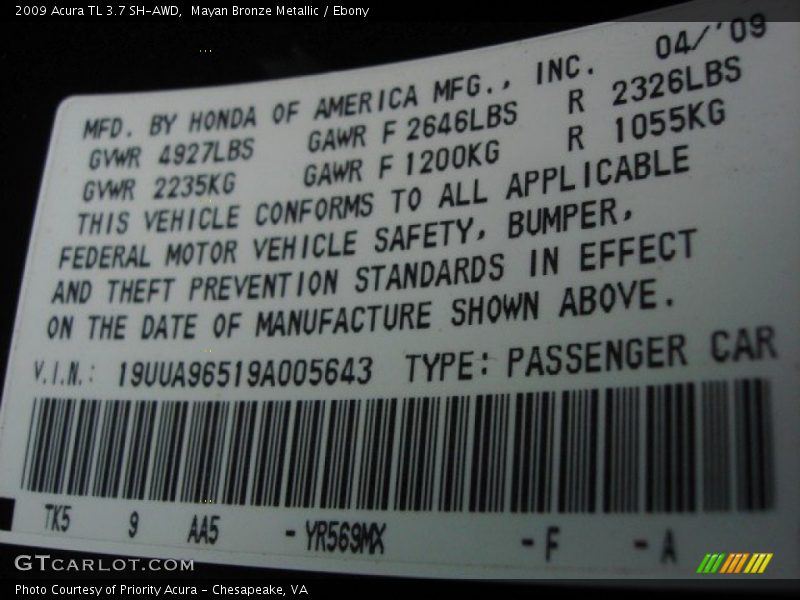 2009 Acura TL 3.7 SH-AWD,  Mayan Bronze Metallic / Ebony
04/'09
MFD. BY HONDA OF AMERICA MFG., INC.
GVWR 4927LBS GAWR F 2646LBS R 2326LBS
GVWR 2235KG GAWR F 1200KG R 1055KG
THIS VEHICLE CONFORMS TO ALL APPLICABLE
FEDERAL MOTOR VEHICLE SAFETY, BUMPER,
AND THEFT PREVENTION STANDARDS IN EFFECT
ON THE DATE OF MANUFACTURE SHOWN ABOVE.
V.I.N.: 19UUA96519A005643 TYPE: PASSENGER CAR
TK5 9 AA5 - YR569MX - F - A
GTCARLOT.COM
Photo Courtesy of Priority Acura – Chesapeake, VA